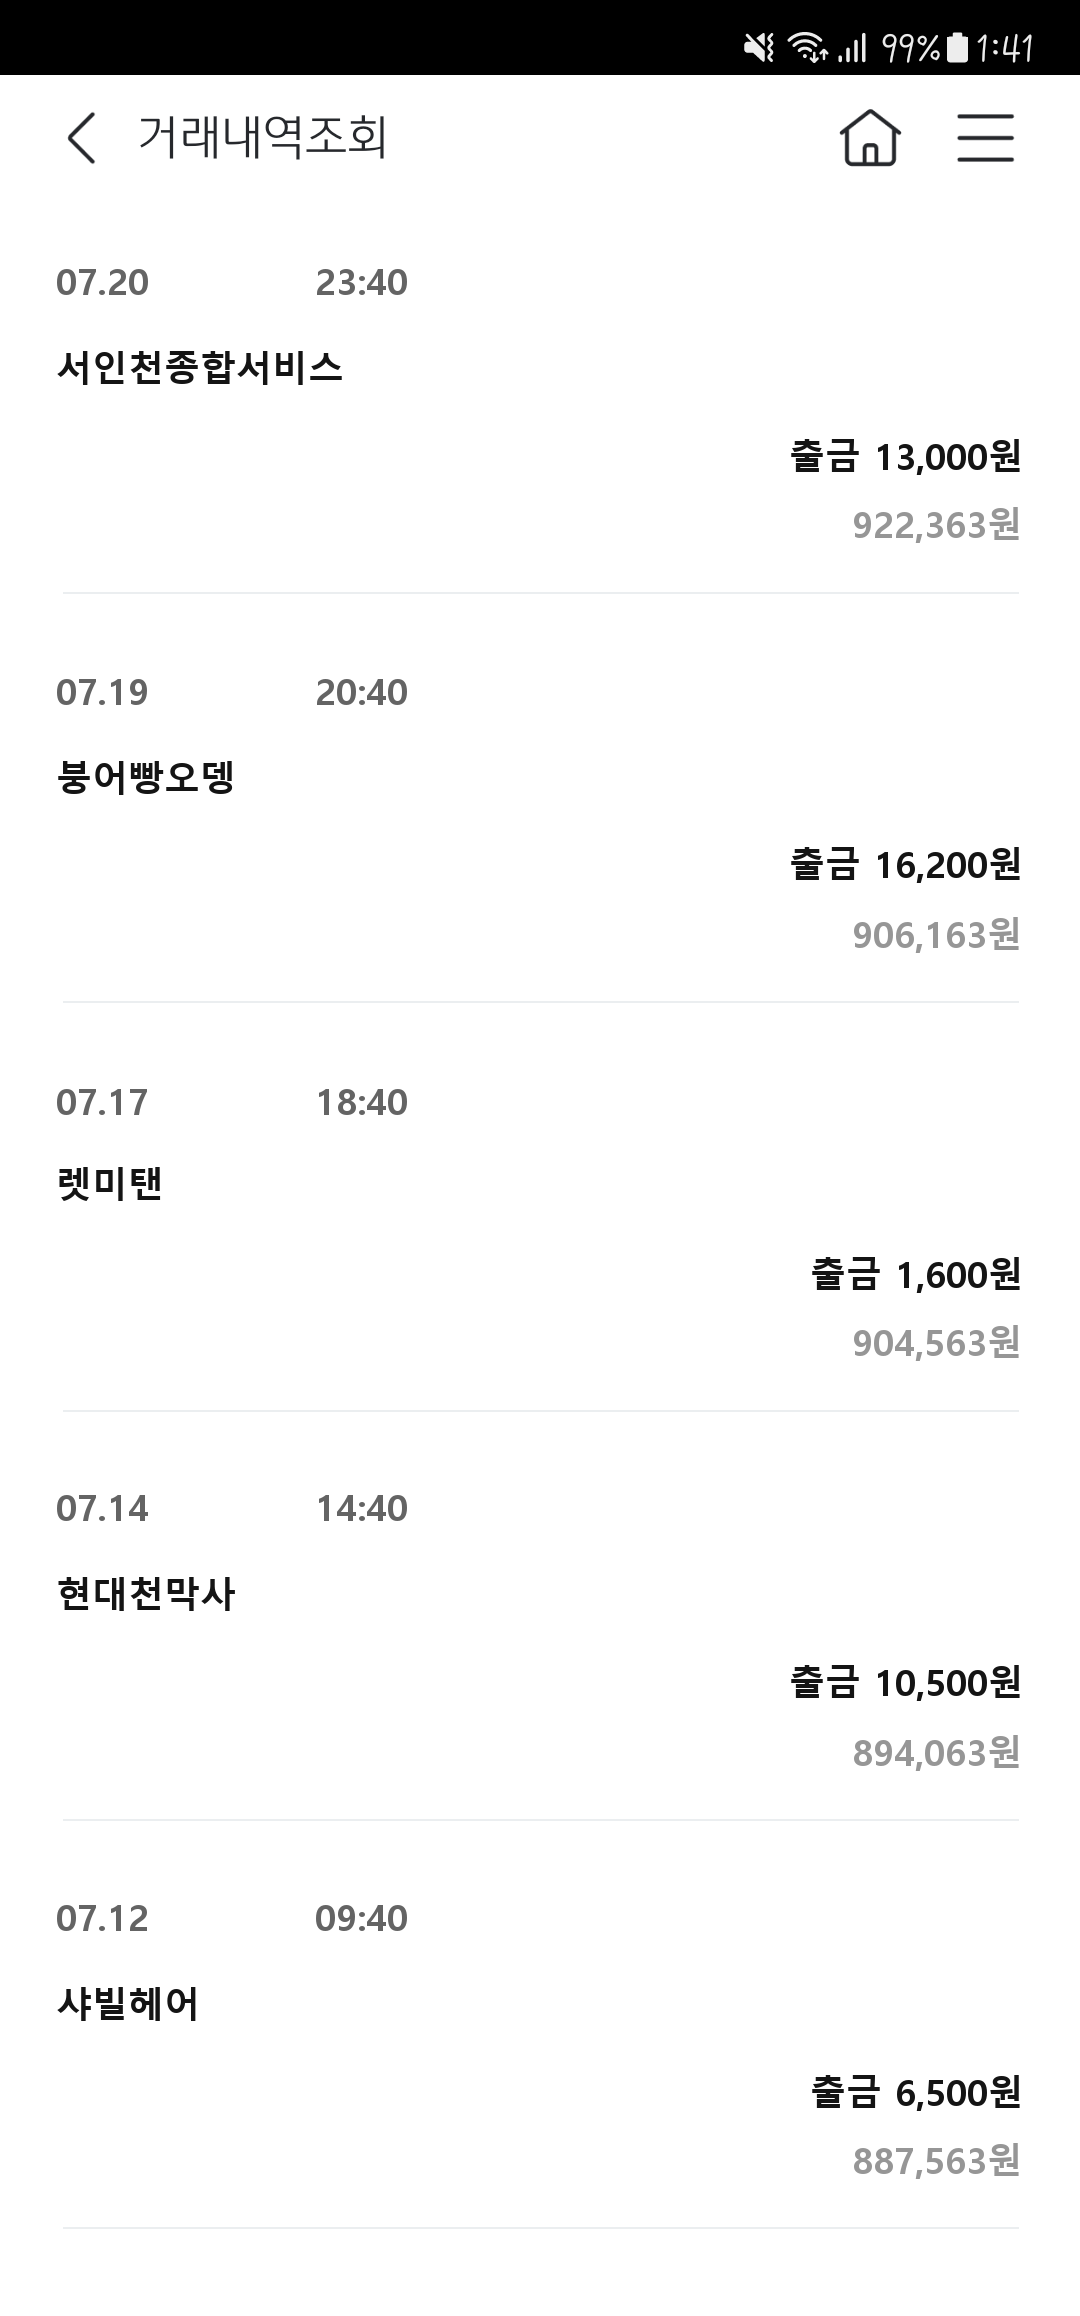 99% 1:41
거래내역조회
07.20 23:40
서인천종합서비스
출금 13,000원
922,363원
07.19 20:40
붕어빵오뎅
출금 16,200원
906,163원
07.17 18:40
렛미탠
출금 1,600원
904,563원
07.14 14:40
현대천막사
출금 10,500원
894,063원
07.12 09:40
샤빌헤어
출금 6,500원
887,563원